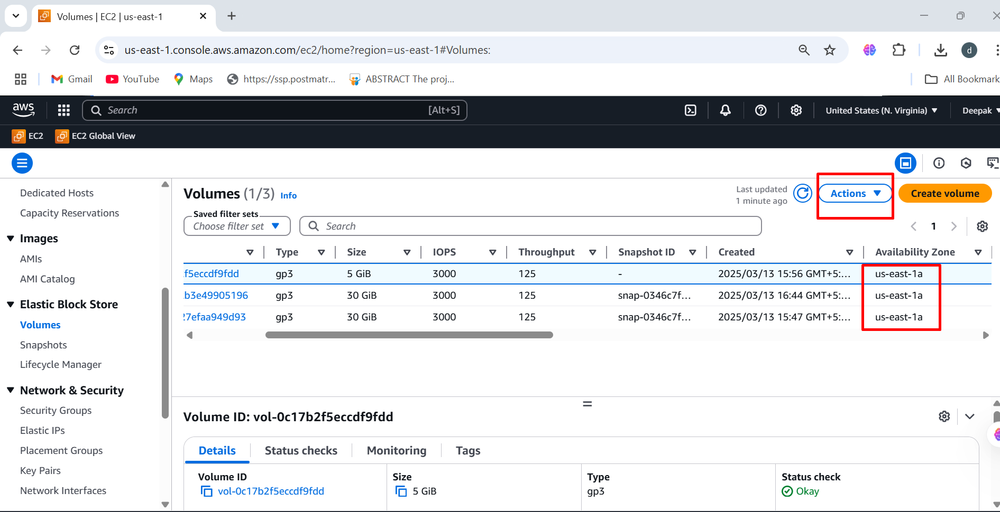 Volumes | EC2 | us-east-1
us-east-1.console.aws.amazon.com/ec2/home?region=us-east-1#Volumes:
d
Gmail
YouTube
Maps
https://ssp.postmatr...
ABSTRACT The proj...
All Bookmark
aws
Search
[Alt+S]
United States (N. Virginia)
Deepak
EC2
EC2 Global View
Dedicated Hosts
Capacity Reservations
Images
AMIs
AMI Catalog
Elastic Block Store
Volumes
Snapshots
Lifecycle Manager
Network & Security
Security Groups
Elastic IPs
Placement Groups
Key Pairs
Network Interfaces
Volumes (1/3) Info
Last updated
1 minute ago
Actions
Create volume
Saved filter sets
Choose filter set
Search
1
Type Size IOPS Throughput Snapshot ID Created Availability Zone
f5eccdf9fdd gp3 5 GiB 3000 125 - 2025/03/13 15:56 GMT+5:... us-east-1a
b3e49905196 gp3 30 GiB 3000 125 snap-0346c7f... 2025/03/13 16:44 GMT+5:... us-east-1a
27efaa949d93 gp3 30 GiB 3000 125 snap-0346c7f... 2025/03/13 15:47 GMT+5:... us-east-1a
Volume ID: vol-0c17b2f5eccdf9fdd
Details
Status checks
Monitoring
Tags
Volume ID
vol-0c17b2f5eccdf9fdd
Size
5 GiB
Type
gp3
Status check
Okay